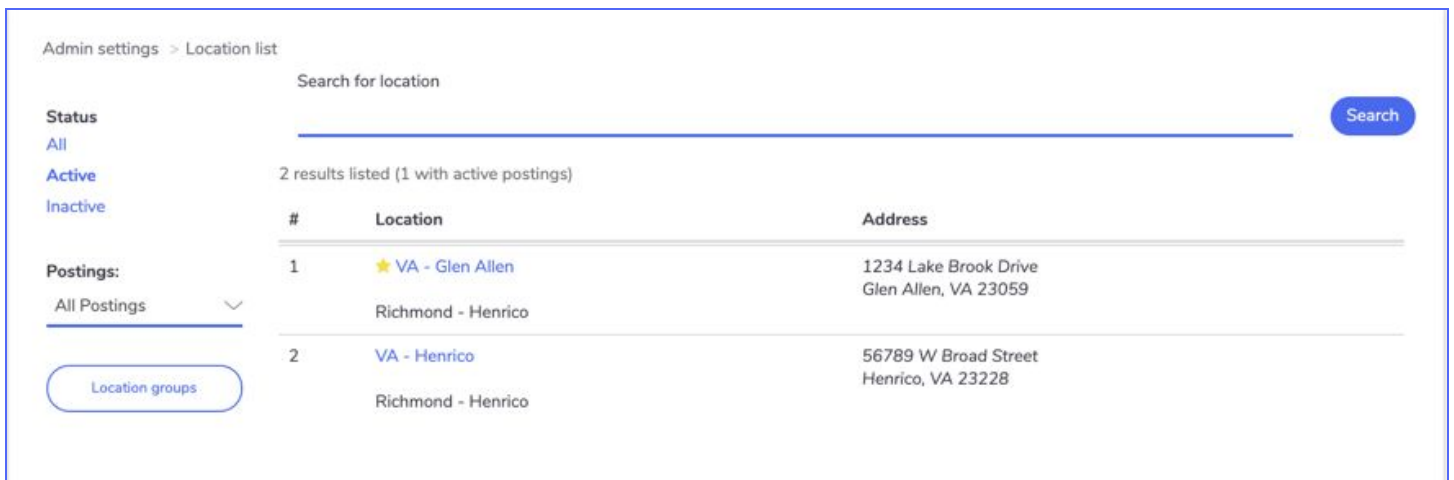 Admin settings > Location list
Search for location
Search
Status
All
Active
Inactive
Postings:
All Postings
Location groups
2 results listed (1 with active postings)
# Location Address
1 VA - Glen Allen 1234 Lake Brook Drive
Glen Allen, VA 23059
Richmond - Henrico
2 VA - Henrico 56789 W Broad Street
Henrico, VA 23228
Richmond - Henrico